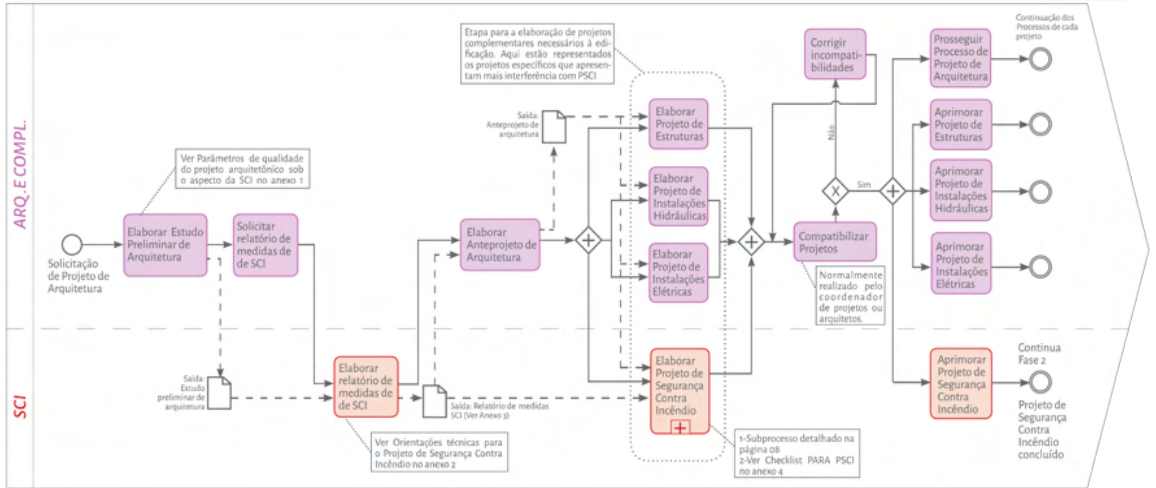 ARQ. E COMPL.
Solicitação
de Projeto de
Arquitetura
Ver Parâmetros de qualidade
do projeto arquitetônico sob
o aspecto da SCI no anexo 1
Elaborar Estudo
Preliminar de
Arquitetura
Solicitar
relatório de
medidas de
de SCI
Elaborar
Anteprojeto de
Arquitetura
Saída:
Anteprojeto de
arquitetura
Etapa para a elaboração de projetos
complementares necessários à edi-
ficação. Aqui estão representados
os projetos específicos que apresen-
tam mais interferência com PSCI
Elaborar
Projeto de
Estruturas
Elaborar
Projeto de
Instalações
Hidráulicas
Elaborar
Projeto de
Instalações
Elétricas
Compatibilizar
Projetos
Normalmente
realizado pelo
coordenador
de projetos ou
arquitetos.
Corrigir
incompati-
bilidades
Não
X
Sim
Prosseguir
Processo de
Projeto de
Arquitetura
Aprimorar
Projeto de
Estruturas
Aprimorar
Projeto de
Instalações
Hidráulicas
Aprimorar
Projeto de
Instalações
Elétricas
Continuação dos
Processos de cada
projeto
SCI
Saída:
Estudo
preliminar de
arquitetura
Elaborar
relatório de
medidas de
de SCI
Ver Orientações técnicas para
o Projeto de Segurança Contra
Incêndio no anexo 2
Saída: Relatório de medidas
SCI (Ver Anexo 3)
Elaborar
Projeto de
Segurança
Contra
Incêndio
1-Subprocesso detalhado na
página 08
2-Ver Checklist PARA PSCI
no anexo 4
Aprimorar
Projeto de
Segurança
Contra
Incêndio
Continua
Fase 2
Projeto de
Segurança
Contra
Incêndio
concluído